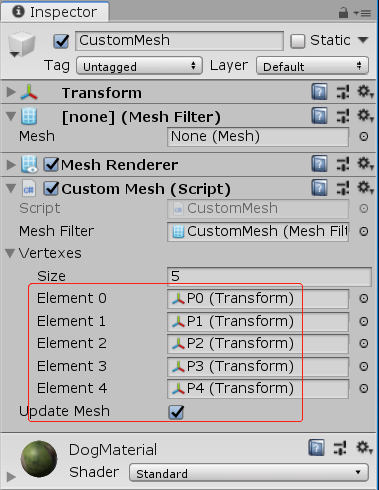 Inspector
CustomMesh Static
Tag Untagged Layer Default
Transform
[none] (Mesh Filter)
Mesh None (Mesh)
Mesh Renderer
Custom Mesh (Script)
Script CustomMesh
Mesh Filter CustomMesh (Mesh Filt
Vertexes
Size 5
Element 0 P0 (Transform)
Element 1 P1 (Transform)
Element 2 P2 (Transform)
Element 3 P3 (Transform)
Element 4 P4 (Transform)
Update Mesh
DogMaterial
Shader Standard